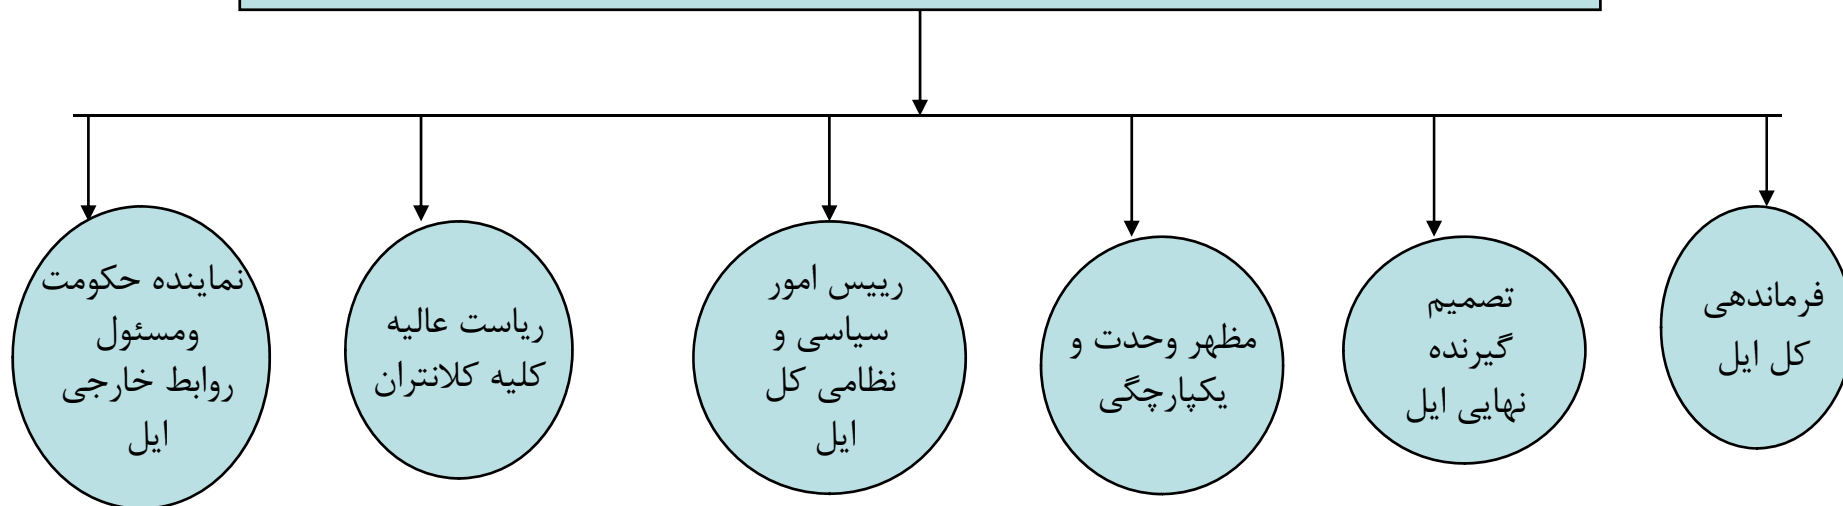 فرماندهی
کل ایل
تصمیم
گیرنده
نهایی ایل
مظهر وحدت و
یکپارچگی
رییس امور
سیاسی و
نظامی کل
ایل
ریاست عالیه
کلیه کلانتران
نماینده حکومت
ومسئول
روابط خارجی
ایل